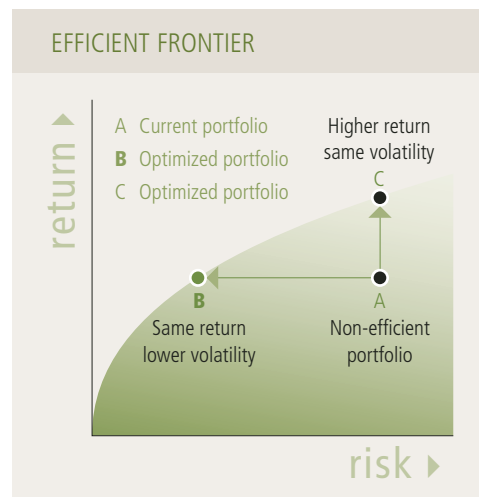 EFFICIENT FRONTIER
return
A Current portfolio
B Optimized portfolio
C Optimized portfolio
Higher return
same volatility
C
B
Same return
lower volatility
A
Non-efficient
portfolio
risk